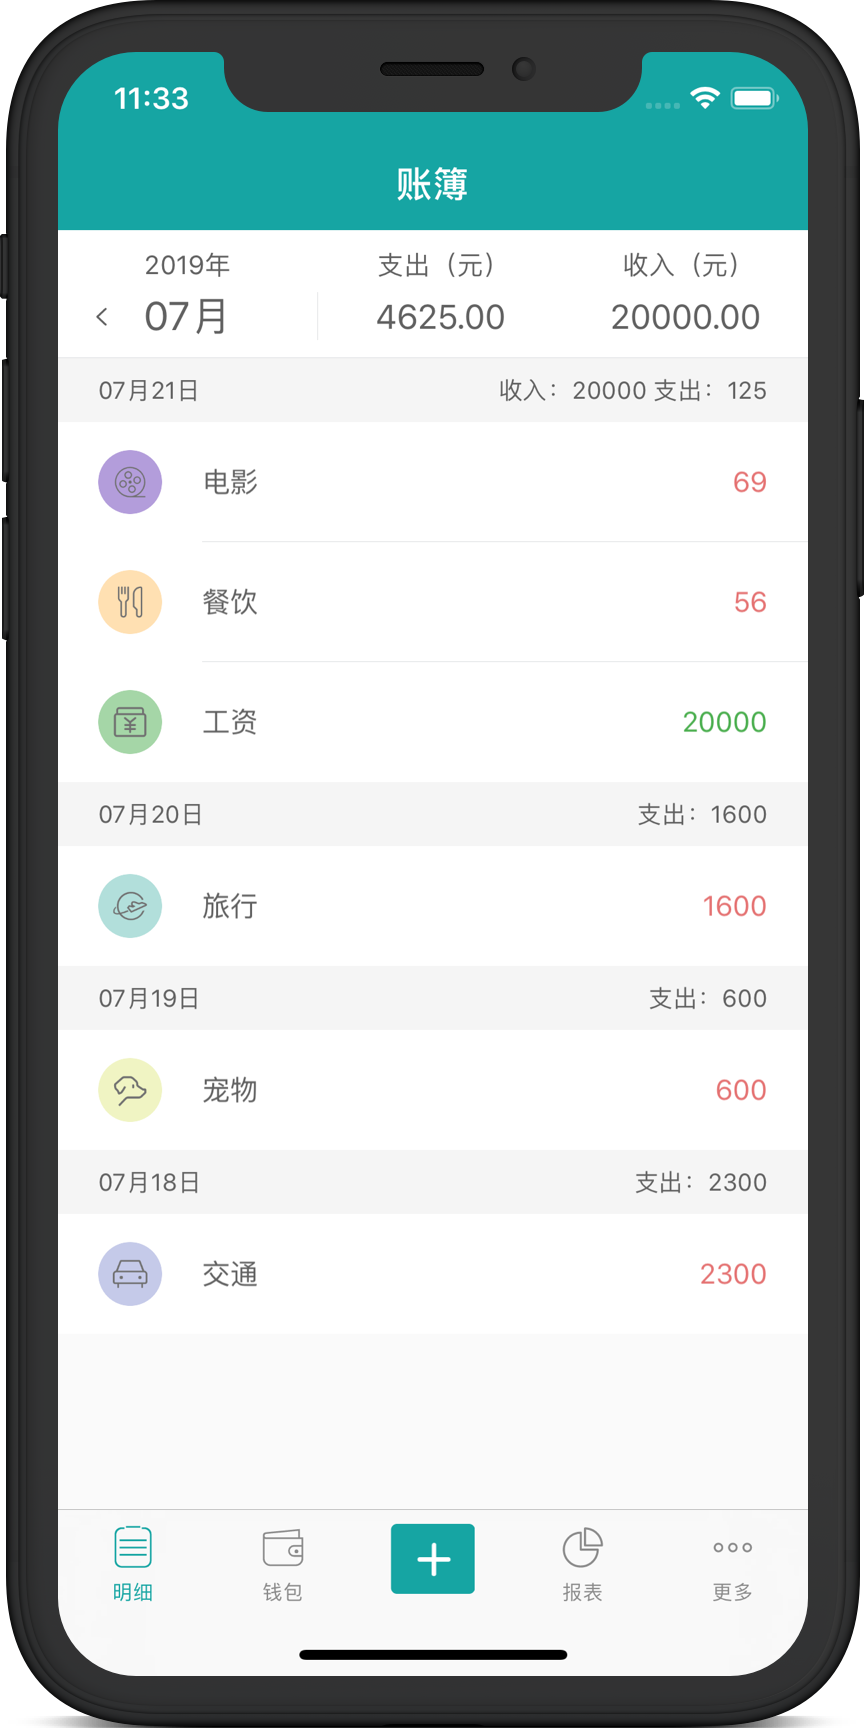 11:33
账簿
2019年 支出（元） 收入（元）
07月 4625.00 20000.00
07月21日 收入：20000 支出：125
电影 69
餐饮 56
工资 20000
07月20日 支出：1600
旅行 1600
07月19日 支出：600
宠物 600
07月18日 支出：2300
交通 2300
明细 钱包 报表 更多